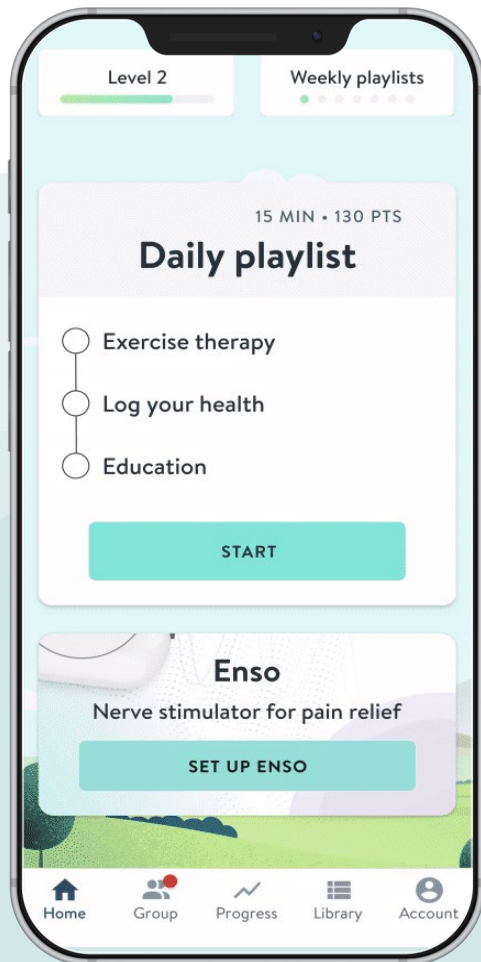 Level 2
Weekly playlists
15 MIN • 130 PTS
Daily playlist
Exercise therapy
Log your health
Education
START
Enso
Nerve stimulator for pain relief
SET UP ENSO
Home Group Progress Library Account